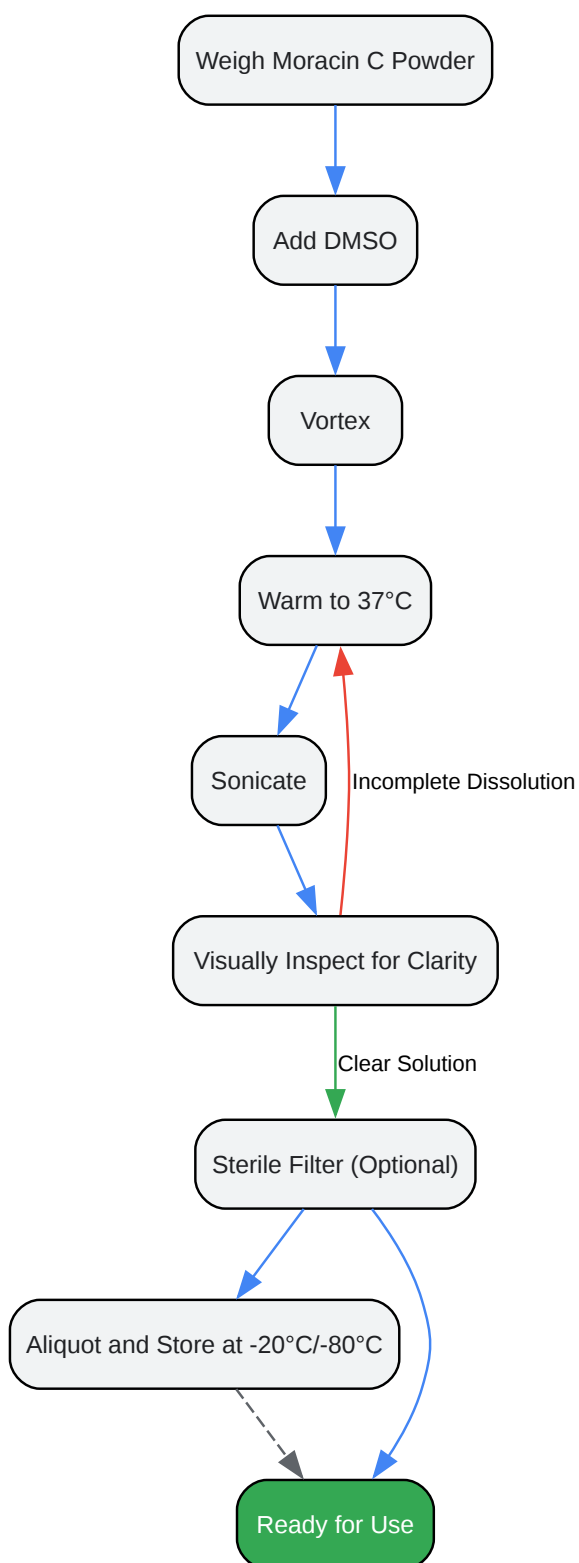 Weigh Moracin C Powder
Add DMSO
Vortex
Warm to 37°C
Sonicate
Incomplete Dissolution
Visually Inspect for Clarity
Clear Solution
Sterile Filter (Optional)
Aliquot and Store at -20°C/-80°C
Ready for Use